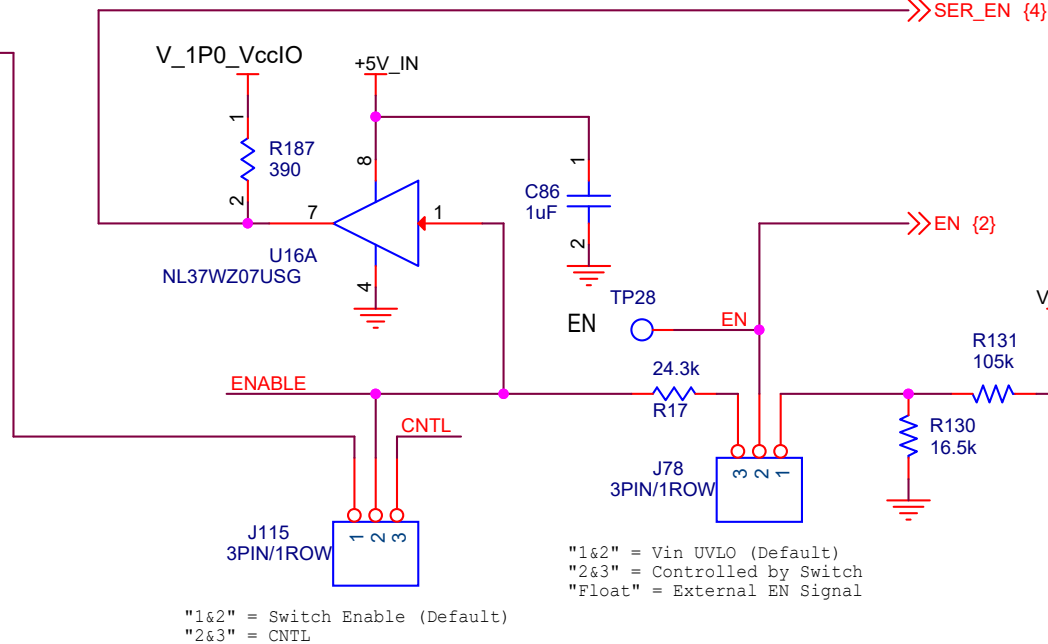 SER_EN {4}
V_1P0_VccIO
+5V_IN
1
8
1
R187
390
C86
1uF
2
7
1
2
EN {2}
U16A
NL37WZ07USG
4
TP28
EN
EN
V
R131
105k
24.3k
R17
ENABLE
CNTL
R130
16.5k
J78
3PIN/1ROW
3
2
1
J115
3PIN/1ROW
1
2
3
"1&2" = Vin UVLO (Default)
"2&3" = Controlled by Switch
"Float" = External EN Signal
"1&2" = Switch Enable (Default)
"2&3" = CNTL